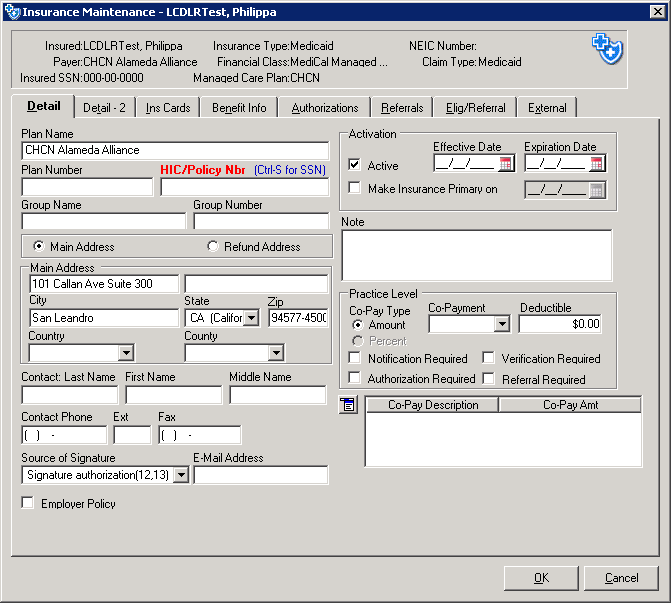 Insurance Maintenance - LCDLRTest, Philippa
Insured:LCDLRTest, Philippa Insurance Type:Medicaid NEIC Number:
Payer:CHCN Alameda Alliance Financial Class:MediCal Managed ... Claim Type: Medicaid
Insured SSN:000-00-0000 Managed Care Plan:CHCN
Detail Detail - 2 Ins Cards Benefit Info Authorizations Referrals Elig/Referral External
Plan Name
CHCN Alameda Alliance
Plan Number HIC/Policy Nbr (Ctrl-S for SSN)
Group Name Group Number
Main Address Refund Address
Main Address
101 Callan Ave Suite 300
City State Zip
San Leandro CA (Califor 94577-450
Country County
Contact: Last Name First Name Middle Name
Contact Phone Ext Fax
( ) - ( ) -
Source of Signature E-Mail Address
Signature authorization(12,13)
Employer Policy
Activation
Effective Date Expiration Date
Active __/__/____ __/__/____
Make Insurance Primary on __/__/____
Note
Practice Level
Co-Pay Type Co-Payment Deductible
Amount $0.00
Percent
Notification Required Verification Required
Authorization Required Referral Required
Co-Pay Description Co-Pay Amt
OK Cancel